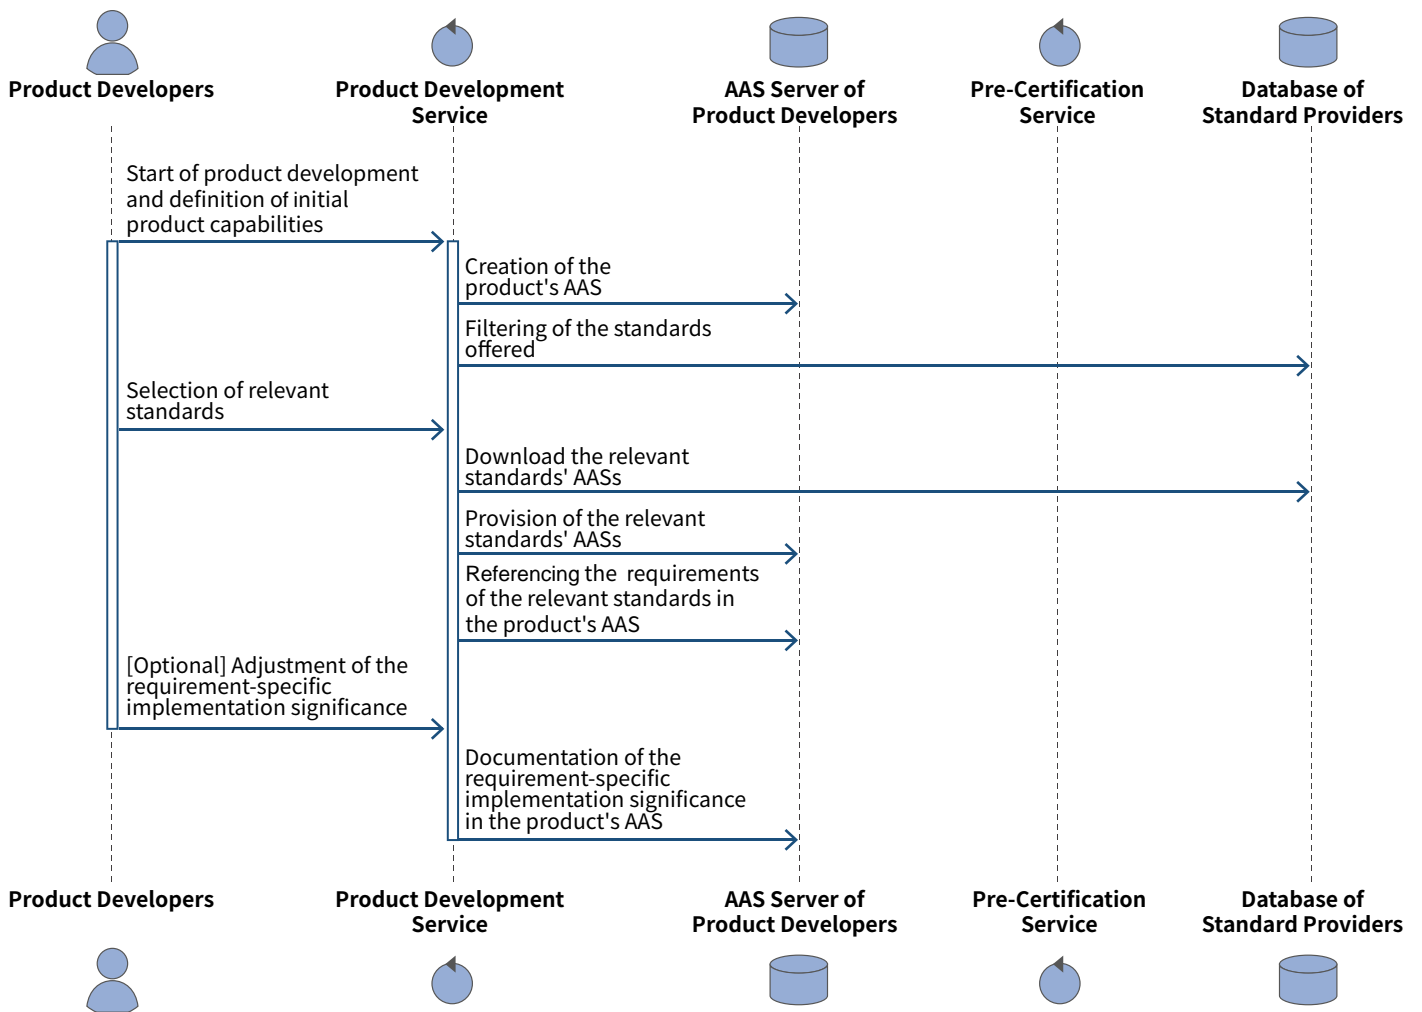 Product Developers
Product Development
Service
AAS Server of
Product Developers
Pre-Certification
Service
Database of
Standard Providers
Start of product development
and definition of initial
product capabilities
Creation of the
product's AAS
Filtering of the standards
offered
Selection of relevant
standards
Download the relevant
standards' AASs
Provision of the relevant
standards' AASs
Referencing the requirements
of the relevant standards in
the product's AAS
[Optional] Adjustment of the
requirement-specific
implementation significance
Documentation of the
requirement-specific
implementation significance
in the product's AAS
Product Developers
Product Development
Service
AAS Server of
Product Developers
Pre-Certification
Service
Database of
Standard Providers